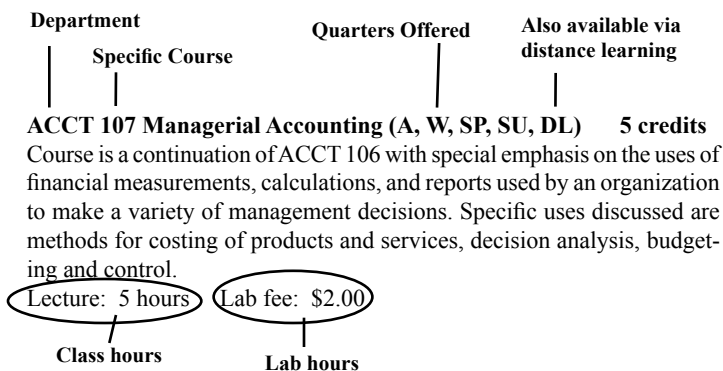 Department
Specific Course
Quarters Offered
Also available via
distance learning
ACCT 107 Managerial Accounting (A, W, SP, SU, DL) 5 credits
Course is a continuation of ACCT 106 with special emphasis on the uses of
financial measurements, calculations, and reports used by an organization
to make a variety of management decisions. Specific uses discussed are
methods for costing of products and services, decision analysis, budget-
ing and control.
Lecture: 5 hours Lab fee: $2.00
Class hours
Lab hours